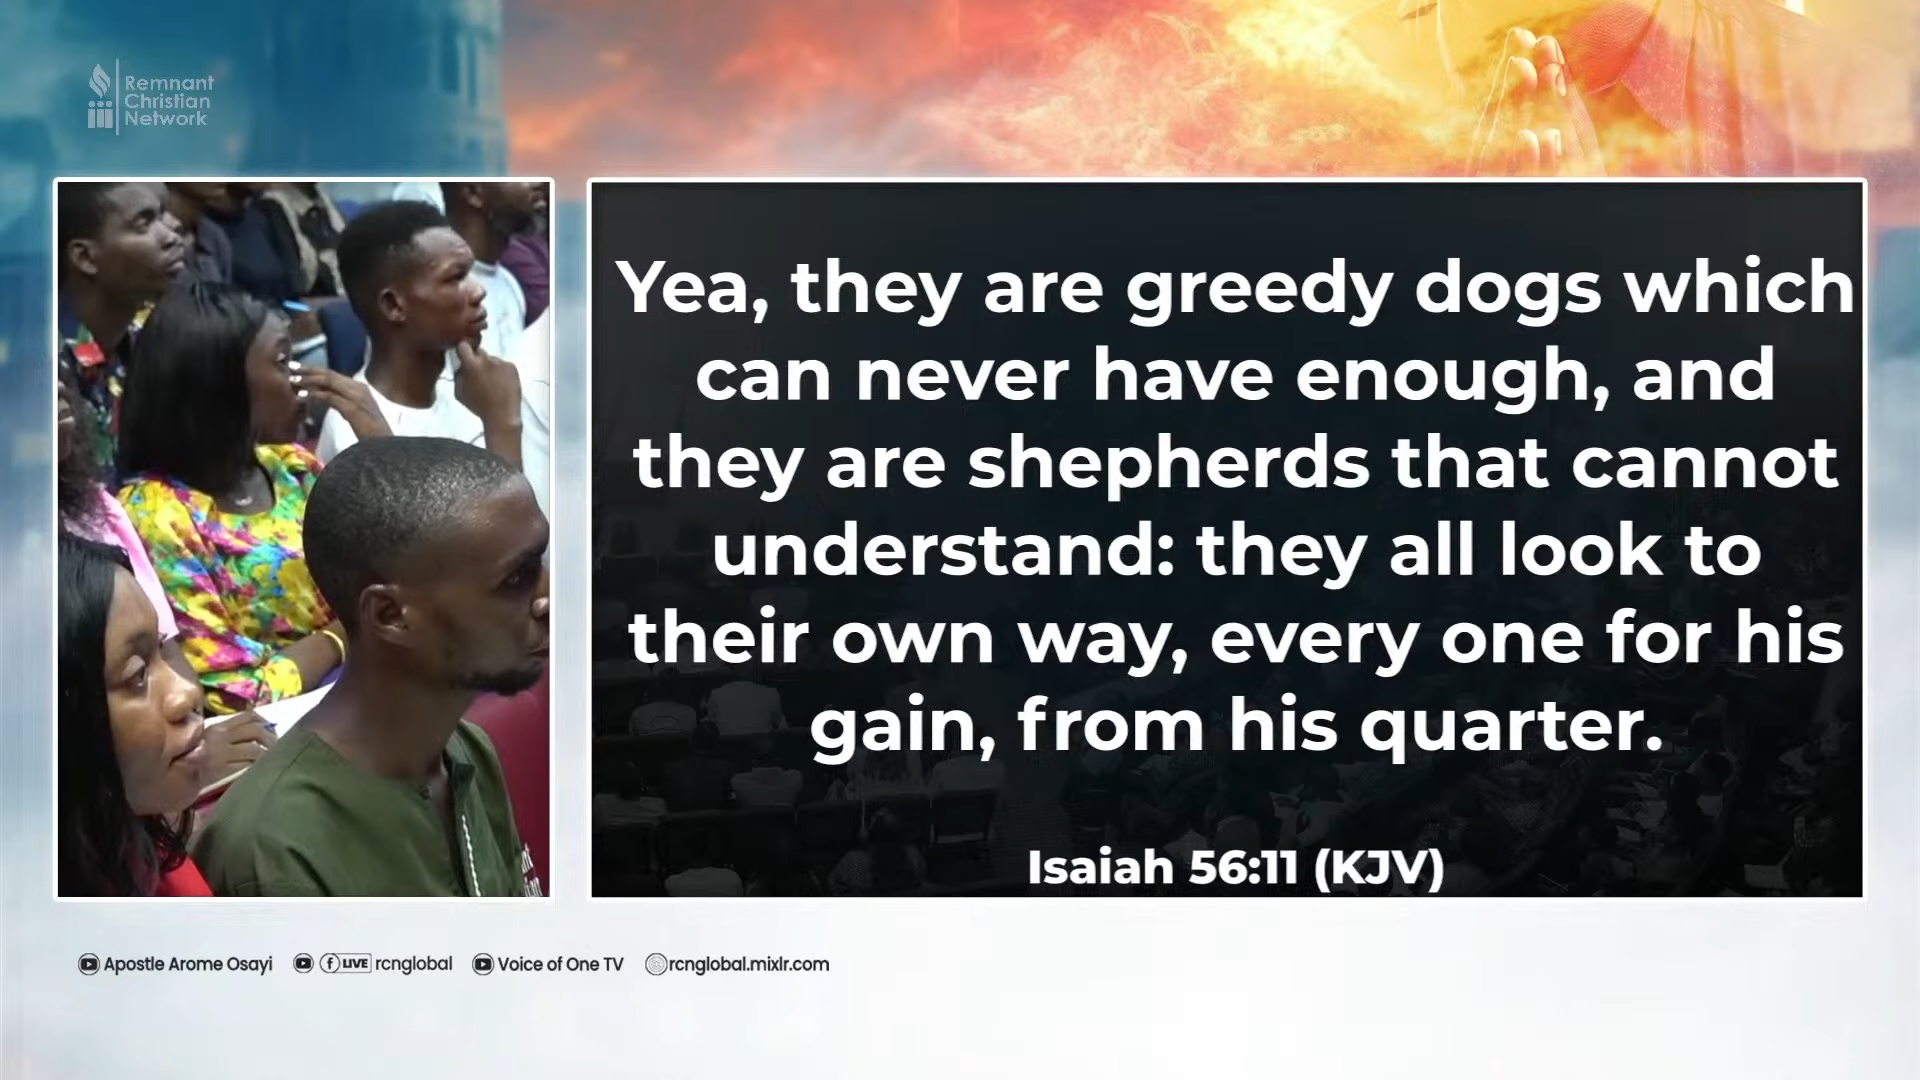 Remnant
Christian
Network
Yea, they are greedy dogs which
can never have enough, and
they are shepherds that cannot
understand: they all look to
their own way, every one for his
gain, from his quarter.
Isaiah 56:11 (KJV)
Apostle Arome Osayi f LIVE rcnglobal Voice of One TV rcnglobal.mixlr.com